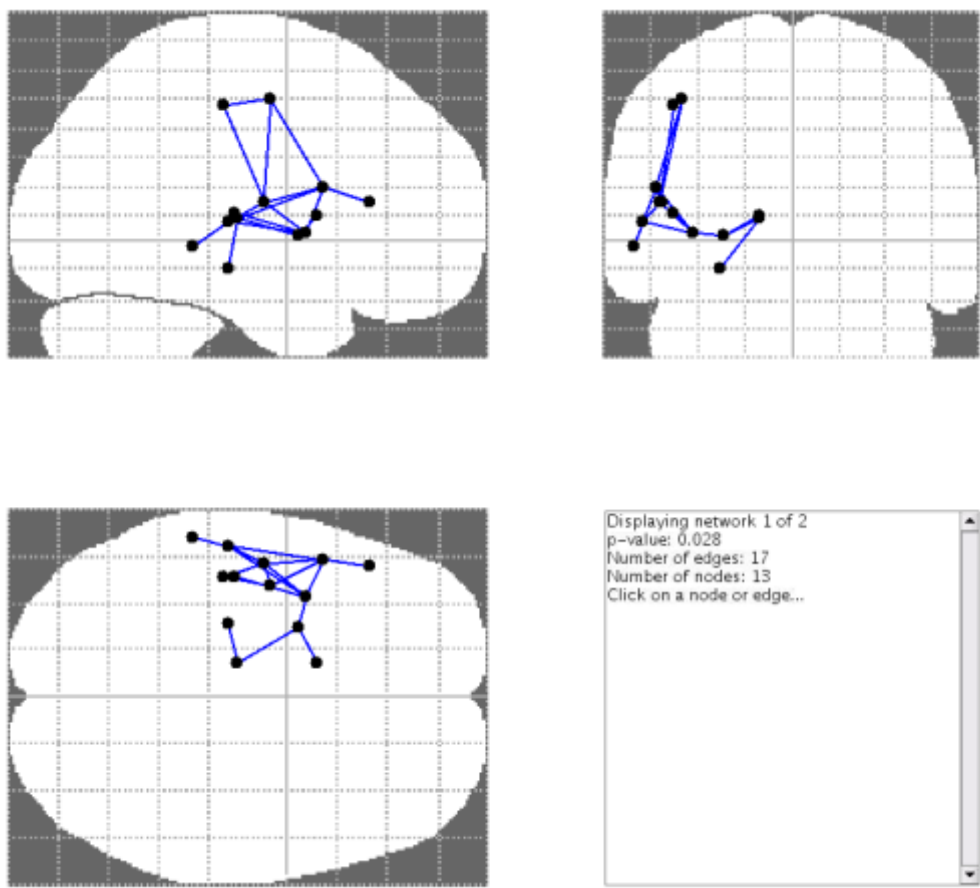 Displaying network 1 of 2
p-value: 0.028
Number of edges: 17
Number of nodes: 13
Click on a node or edge...